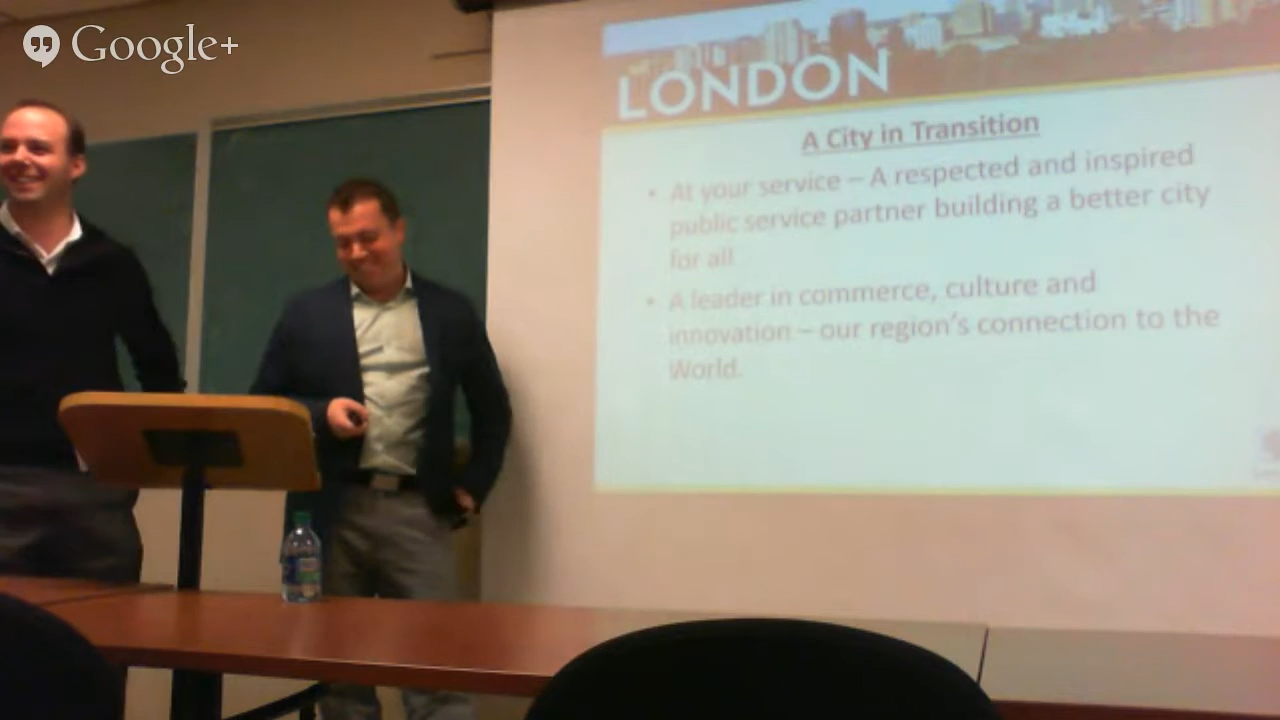 Google+
LONDON
A City in Transition
• At your service – A respected and inspired
public service partner building a better city
for all
• A leader in commerce, culture and
innovation – our region's connection to the
World.